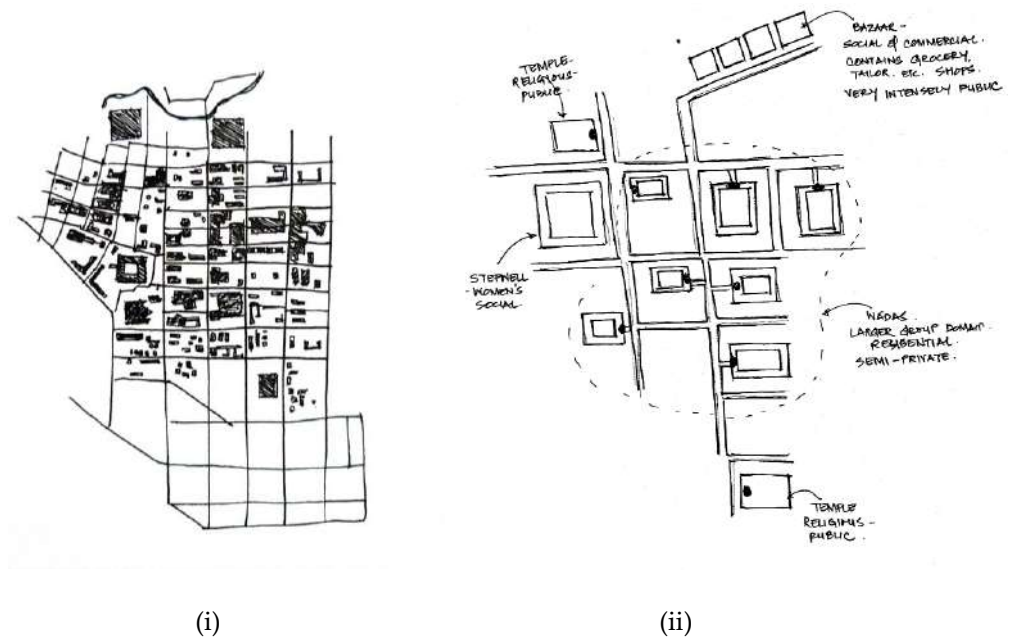 BAZAAR -
SOCIAL & COMMERCIAL.
CONTAINS GROCERY,
TAILOR. ETC. SHOPS.
VERY INTENSELY PUBLIC
TEMPLE-
RELIGIOUS-
PUBLIC
STEPWELL
-WOMEN'S
SOCIAL
WADAS.
LARGER GROUP DOMAIN.
RESIDENTIAL
SEMI-PRIVATE.
TEMPLE
RELIGIOUS -
PUBLIC.
(i)
(ii)